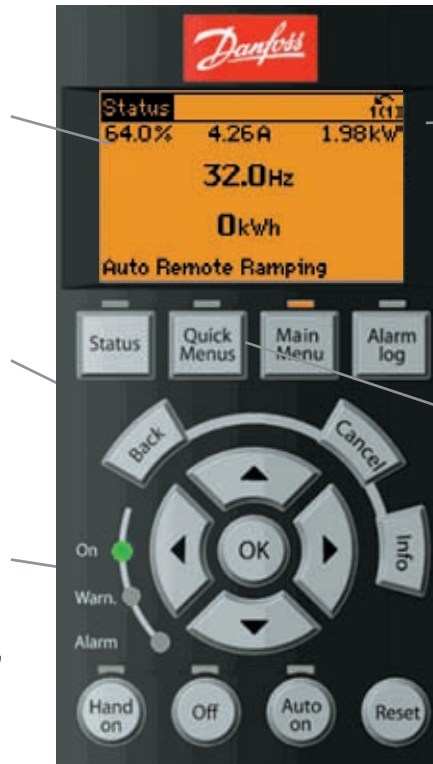 Danfoss
Status 1(1)
64.0% 4.26A 1.98kW
32.0Hz
0kWh
Auto Remote Ramping
Status Quick Menus Main Menu Alarm log
Back Cancel
OK Info
On
Warn.
Alarm
Hand on Off Auto on Reset